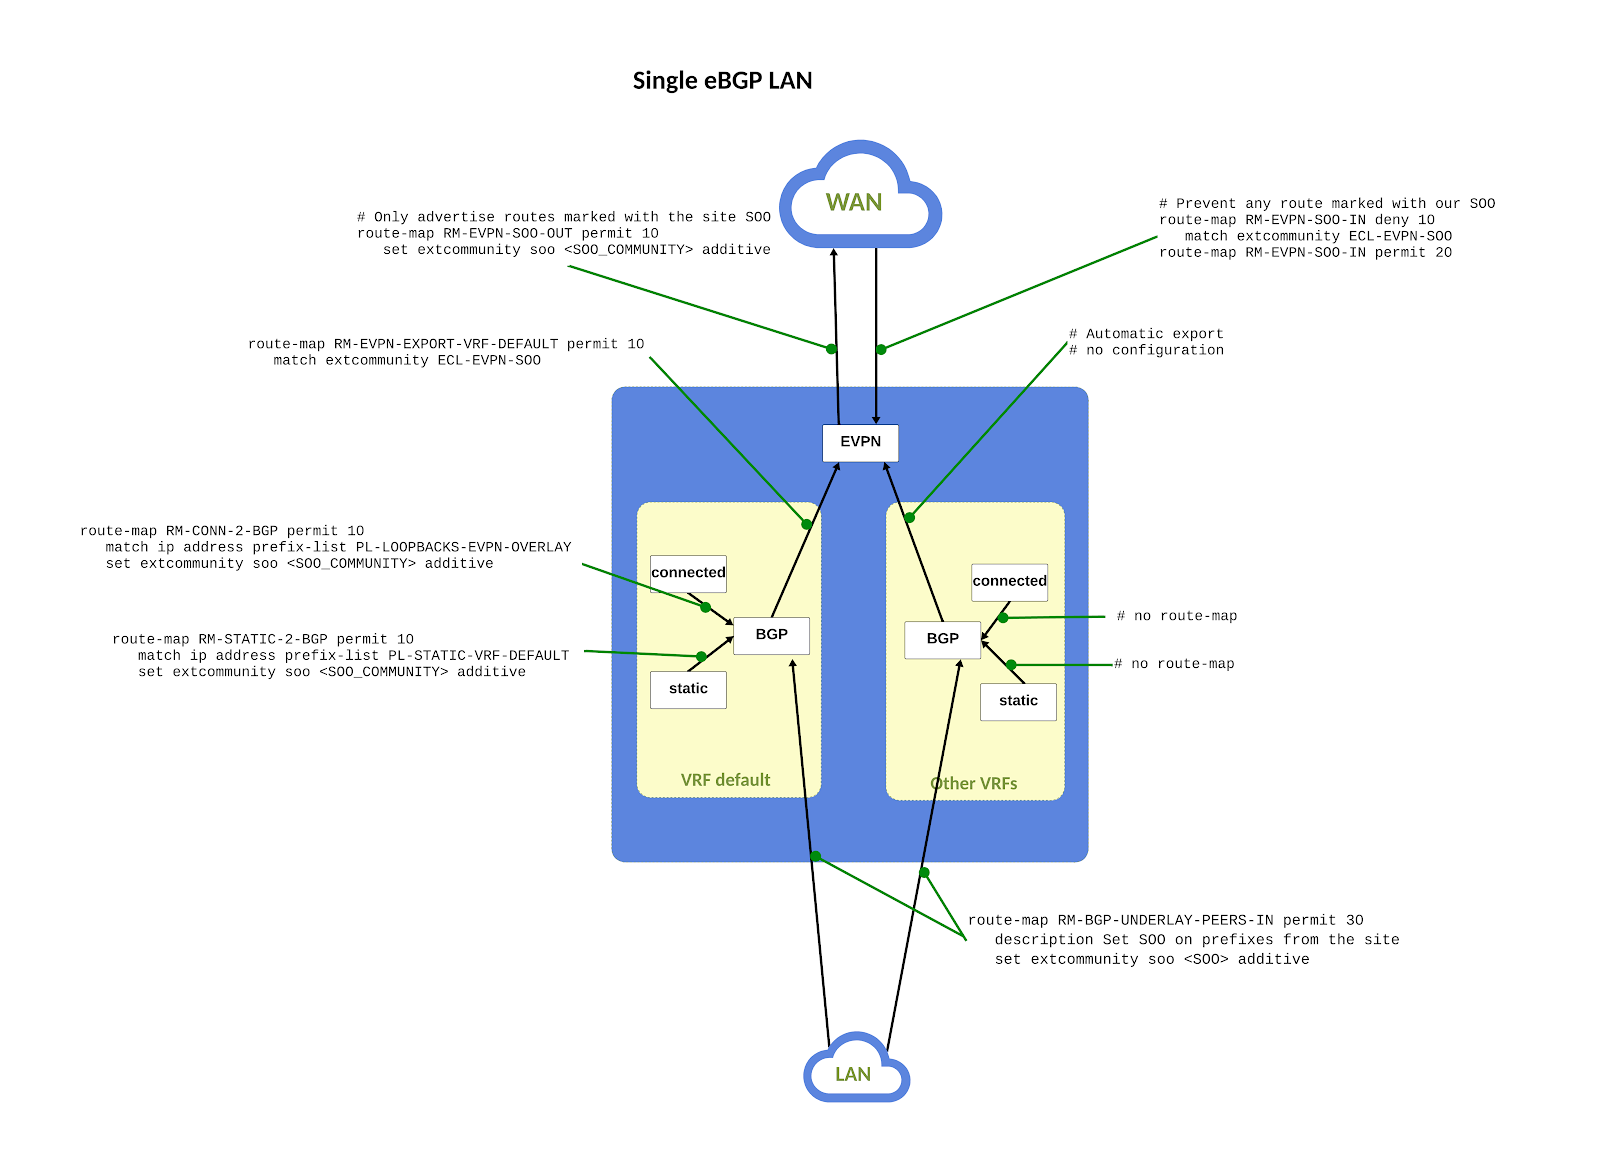 Single eBGP LAN
WAN
# Only advertise routes marked with the site SOO
route-map RM-EVPN-SOO-OUT permit 10
set extcommunity soo <SOO_COMMUNITY> additive
# Prevent any route marked with our SOO
route-map RM-EVPN-SOO-IN deny 10
match extcommunity ECL-EVPN-SOO
route-map RM-EVPN-SOO-IN permit 20
route-map RM-EVPN-EXPORT-VRF-DEFAULT permit 10
match extcommunity ECL-EVPN-SOO
# Automatic export
# no configuration
EVPN
route-map RM-CONN-2-BGP permit 10
match ip address prefix-list PL-LOOPBACKS-EVPN-OVERLAY
set extcommunity soo <SOO_COMMUNITY> additive
connected
BGP
static
VRF default
route-map RM-STATIC-2-BGP permit 10
match ip address prefix-list PL-STATIC-VRF-DEFAULT
set extcommunity soo <SOO_COMMUNITY> additive
connected
BGP
static
Other VRFs
# no route-map
# no route-map
route-map RM-BGP-UNDERLAY-PEERS-IN permit 30
description Set SOO on prefixes from the site
set extcommunity soo <SOO> additive
LAN